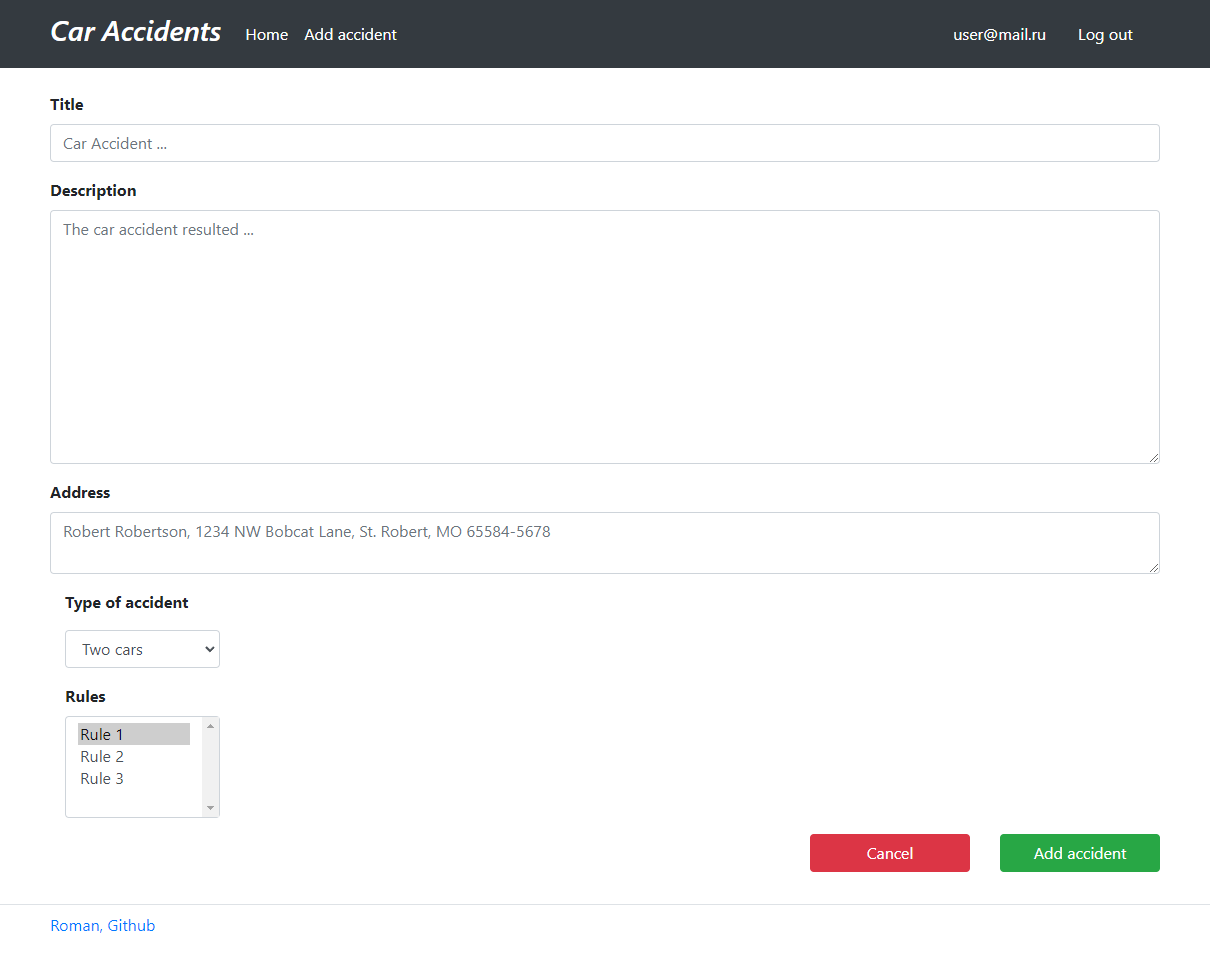 Car Accidents Home Add accident user@mail.ru Log out
Title
Car Accident ...
Description
The car accident resulted ...
Address
Robert Robertson, 1234 NW Bobcat Lane, St. Robert, MO 65584-5678
Type of accident
Two cars
Rules
Rule 1
Rule 2
Rule 3
Cancel Add accident
Roman, Github